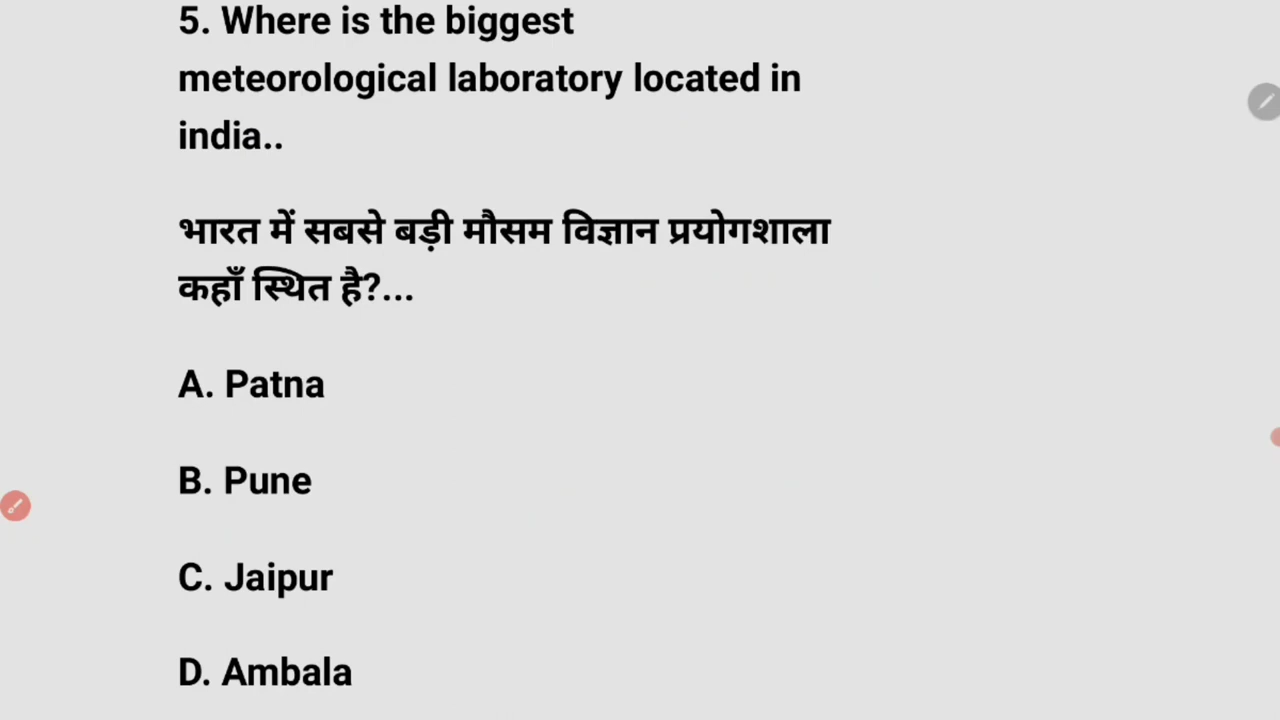 5. Where is the biggest
meteorological laboratory located in
india..
भारत में सबसे बड़ी मौसम विज्ञान प्रयोगशाला
कहाँ स्थित है?...
A. Patna
B. Pune
C. Jaipur
D. Ambala